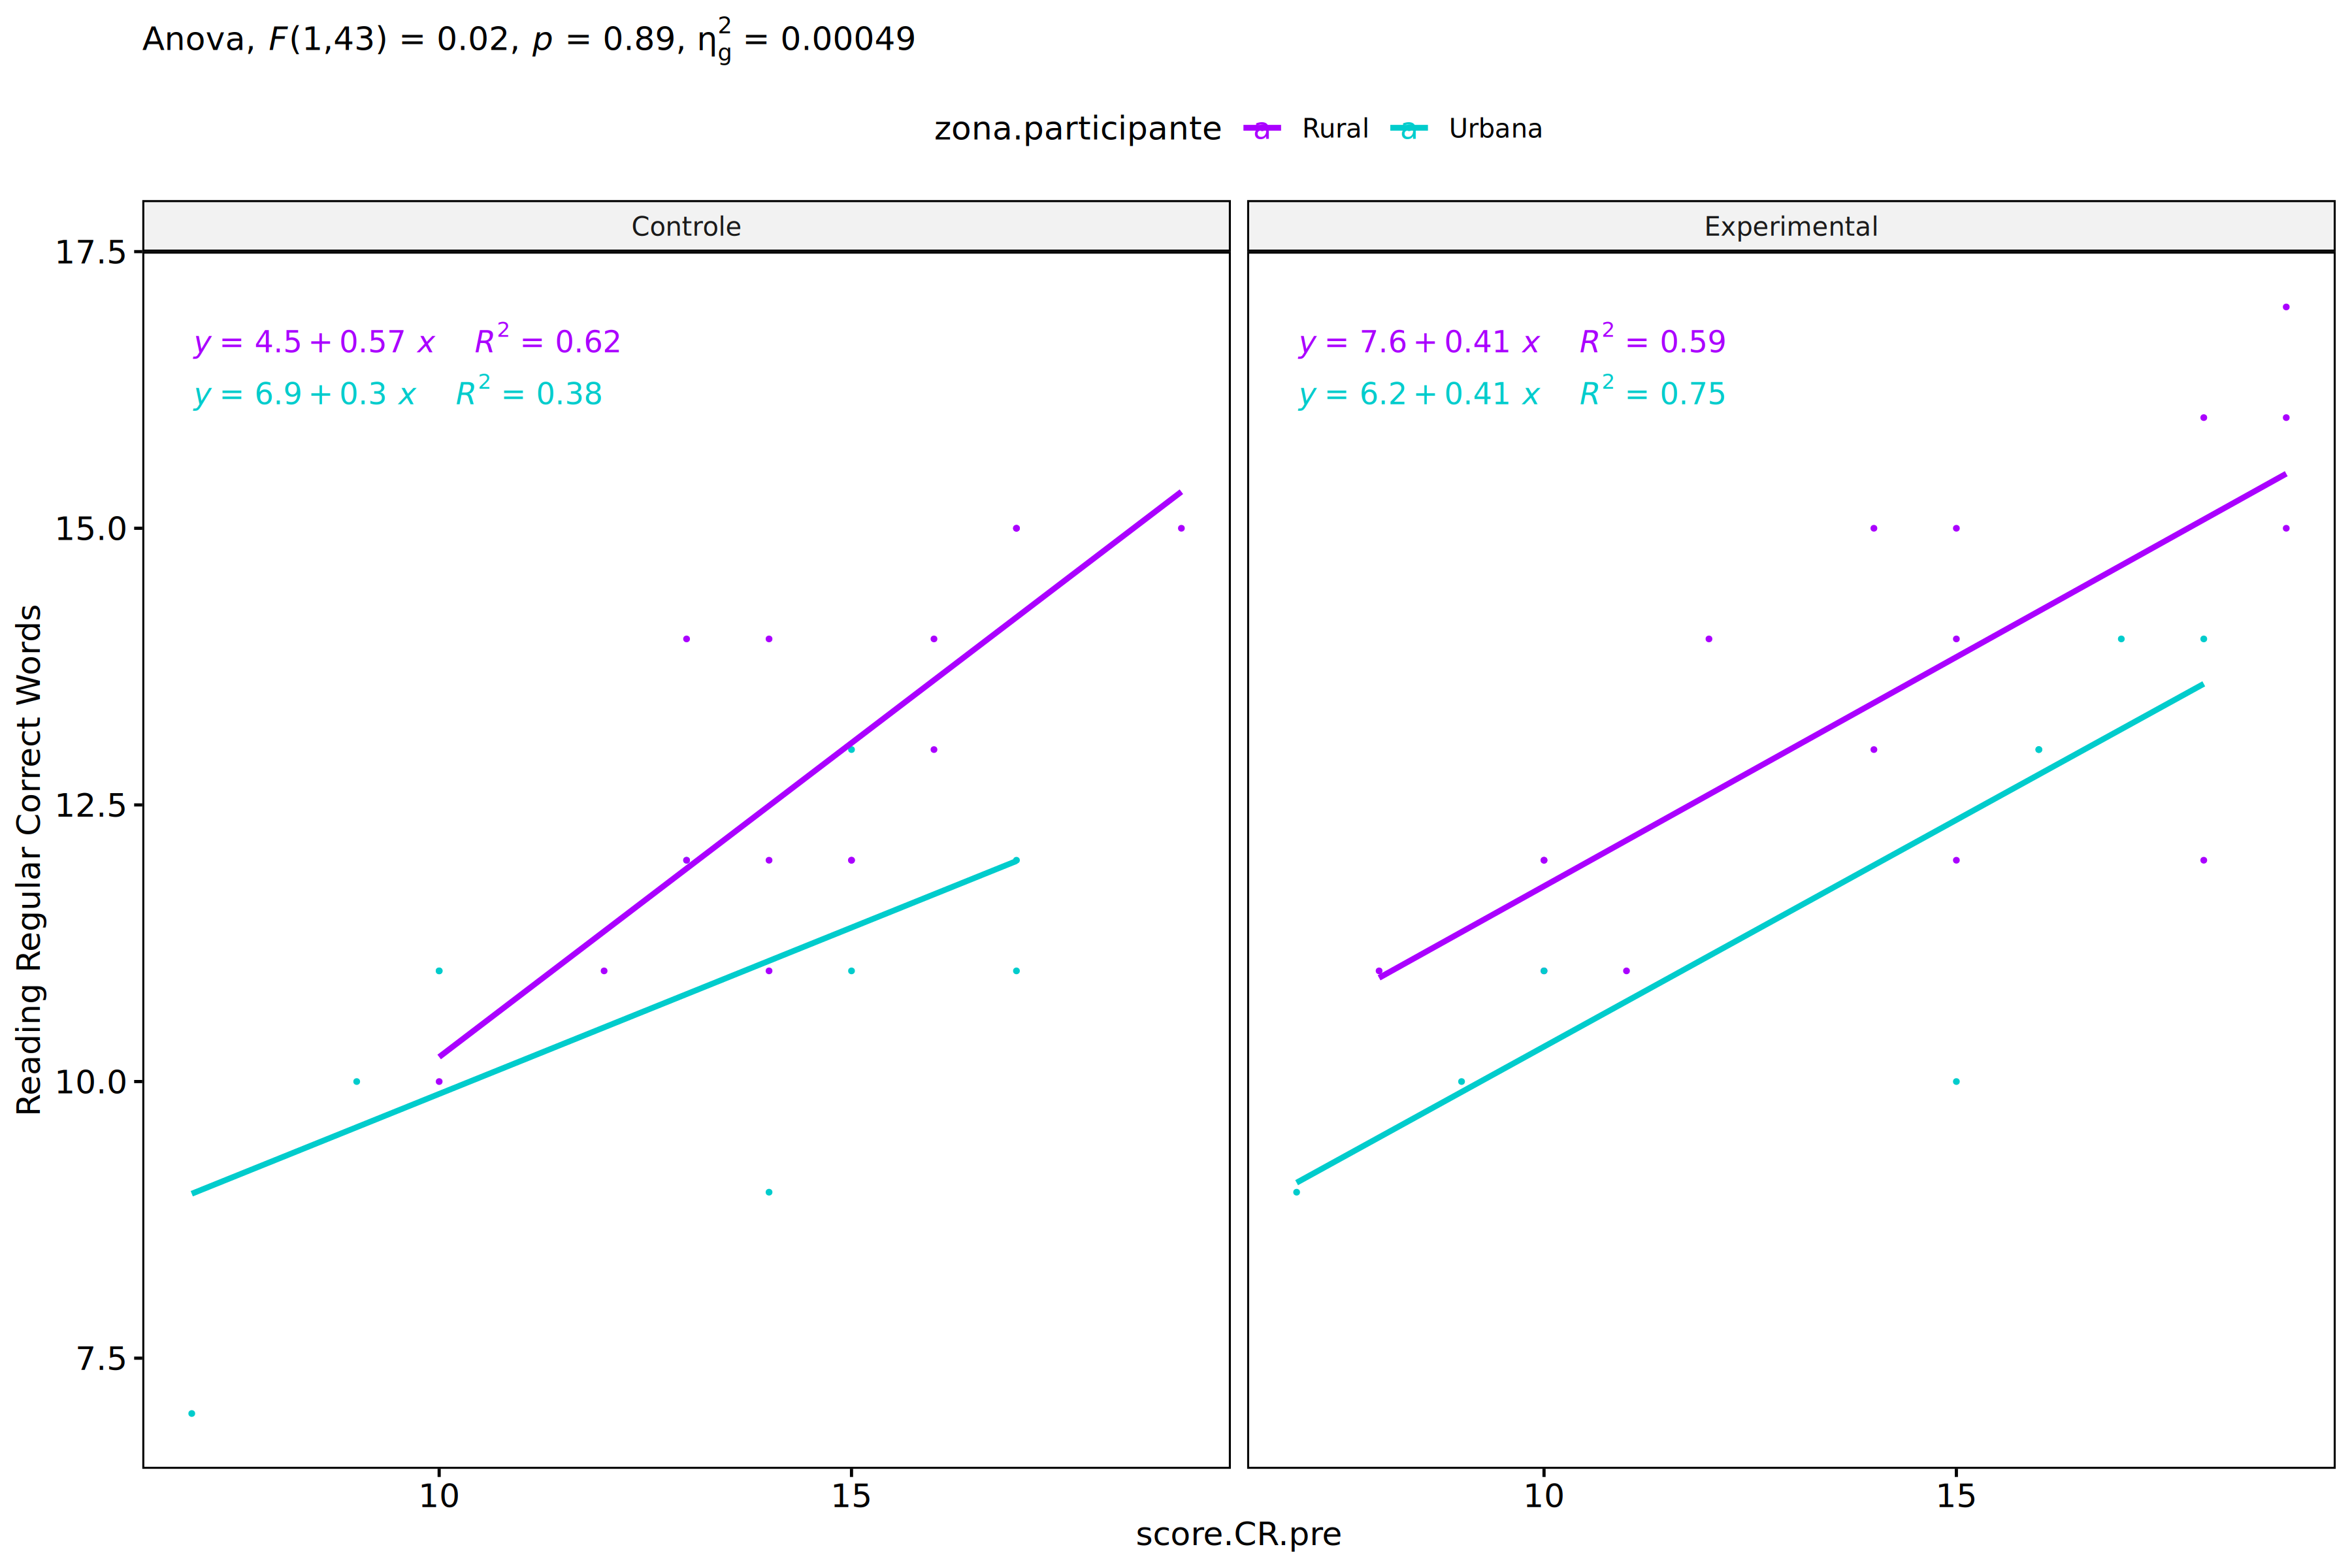 Anova, F(1,43) = 0.02, p = 0.89, η²g = 0.00049
zona.participante a Rural a Urbana
Controle
Experimental
y = 4.5 + 0.57 x R² = 0.62
y = 6.9 + 0.3 x R² = 0.38
y = 7.6 + 0.41 x R² = 0.59
y = 6.2 + 0.41 x R² = 0.75
17.5
15.0
12.5
10.0
7.5
Reading Regular Correct Words
10
15
10
15
score.CR.pre